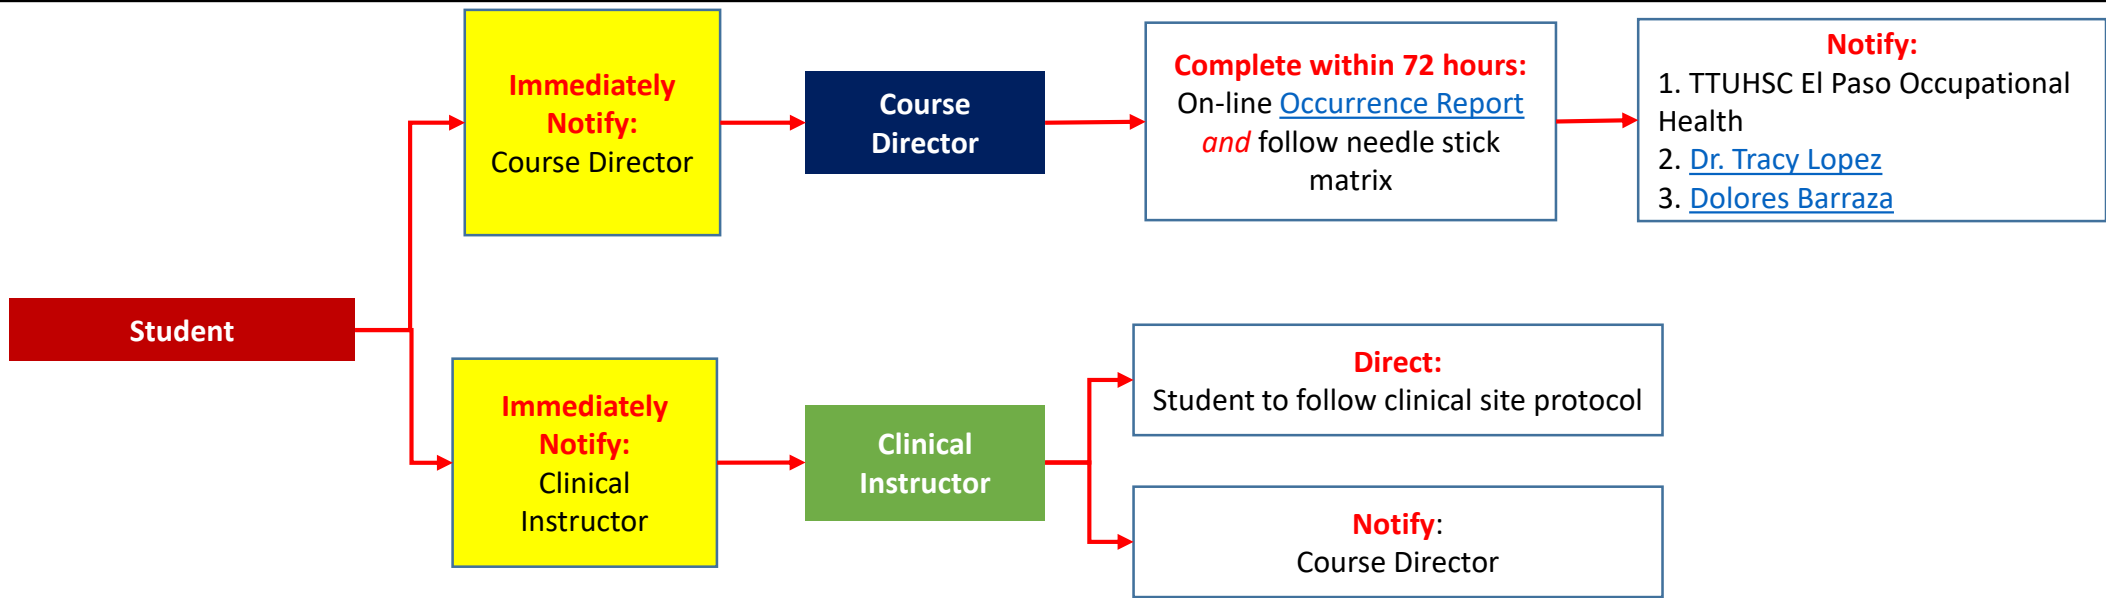 Student
Immediately
Notify:
Course Director
Course
Director
Complete within 72 hours:
On-line Occurrence Report
and follow needle stick
matrix
Notify:
1. TTUHSC El Paso Occupational
Health
2. Dr. Tracy Lopez
3. Dolores Barraza
Immediately
Notify:
Clinical
Instructor
Clinical
Instructor
Direct:
Student to follow clinical site protocol
Notify:
Course Director